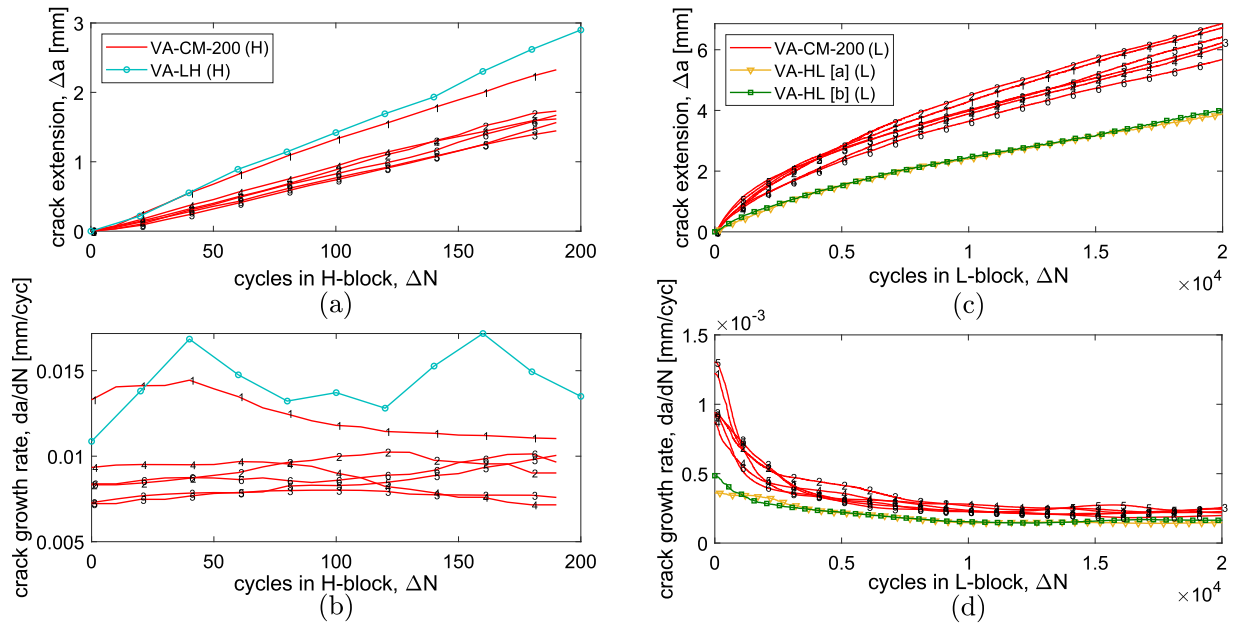 crack extension, Δa [mm]
3
2
1
0
VA-CM-200 (H)
VA-LH (H)
0 50 100 150 200
cycles in H-block, ΔN
(a)
crack extension, Δa [mm]
6
4
2
0
VA-CM-200 (L)
VA-HL [a] (L)
VA-HL [b] (L)
3
0 0.5 1 1.5 2
×10⁴
cycles in L-block, ΔN
(c)
crack growth rate, da/dN [mm/cyc]
0.015
0.01
0.005
0 50 100 150 200
cycles in H-block, ΔN
(b)
crack growth rate, da/dN [mm/cyc]
×10⁻³
1.5
1
0.5
0
5
4
3
0 0.5 1 1.5 2
×10⁴
cycles in L-block, ΔN
(d)